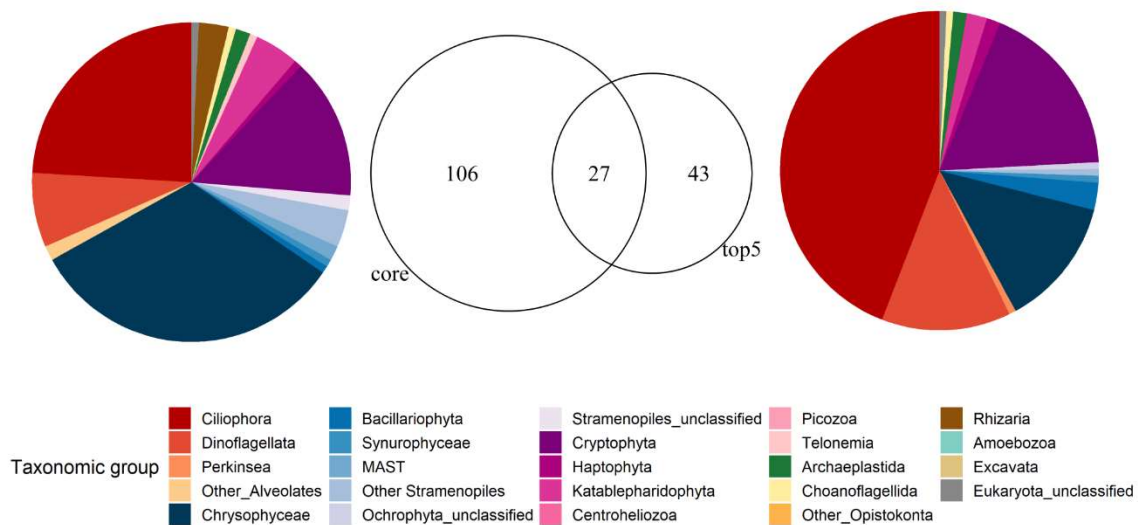 106
27
43
core
top5
Taxonomic group
Ciliophora
Dinoflagellata
Perkinsea
Other_Alveolates
Chrysophyceae
Bacillariophyta
Synurophyceae
MAST
Other Stramenopiles
Ochrophyta_unclassified
Stramenopiles_unclassified
Cryptophyta
Haptophyta
Katablepharidophyta
Centroheliozoa
Picozoa
Telonemia
Archaeplastida
Choanoflagellida
Other_Opistokonta
Rhizaria
Amoebozoa
Excavata
Eukaryota_unclassified